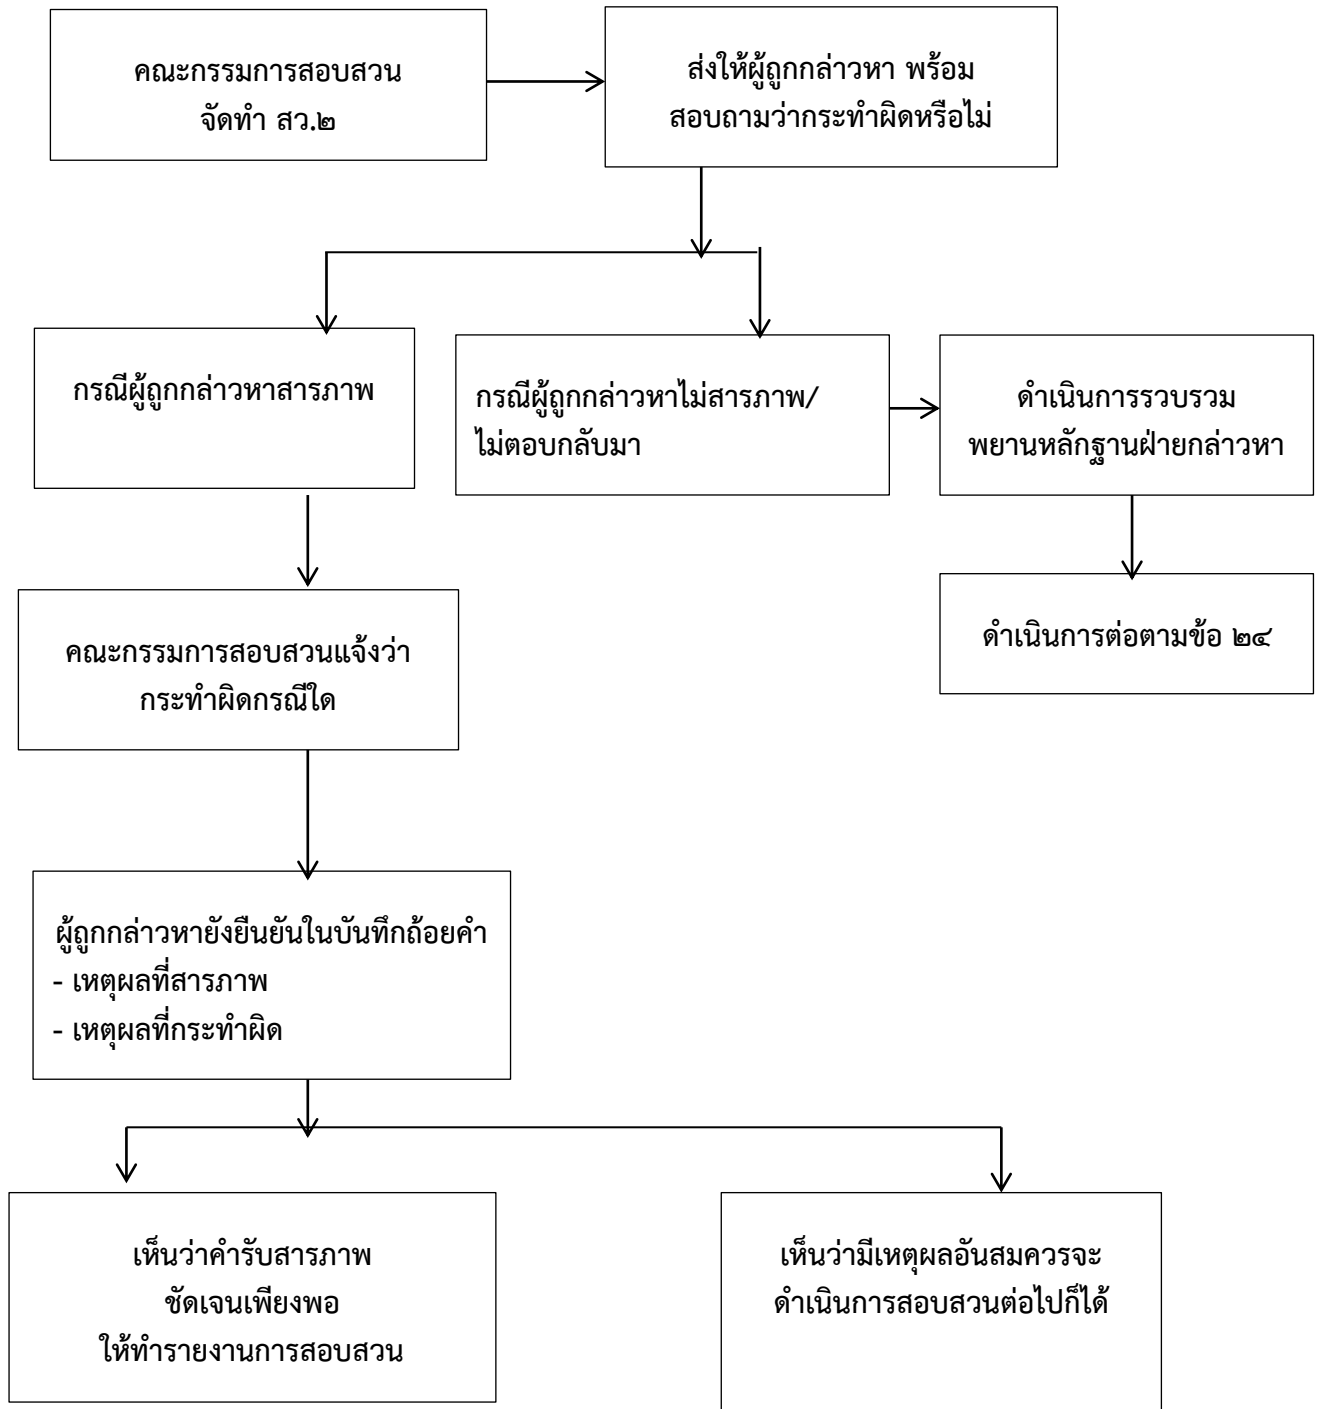 คณะกรรมการสอบสวน
จัดทำ สว.๒
ส่งให้ผู้ถูกกล่าวหา พร้อม
สอบถามว่ากระทำผิดหรือไม่
กรณีผู้ถูกกล่าวหาสารภาพ
กรณีผู้ถูกกล่าวหาไม่สารภาพ/
ไม่ตอบกลับมา
ดำเนินการรวบรวม
พยานหลักฐานฝ่ายกล่าวหา
ดำเนินการต่อตามข้อ ๒๔
คณะกรรมการสอบสวนแจ้งว่า
กระทำผิดกรณีใด
ผู้ถูกกล่าวหายังยืนยันในบันทึกถ้อยคำ
- เหตุผลที่สารภาพ
- เหตุผลที่กระทำผิด
เห็นว่าคำรับสารภาพ
ชัดเจนเพียงพอ
ให้ทำรายงานการสอบสวน
เห็นว่ามีเหตุผลอันสมควรจะ
ดำเนินการสอบสวนต่อไปก็ได้